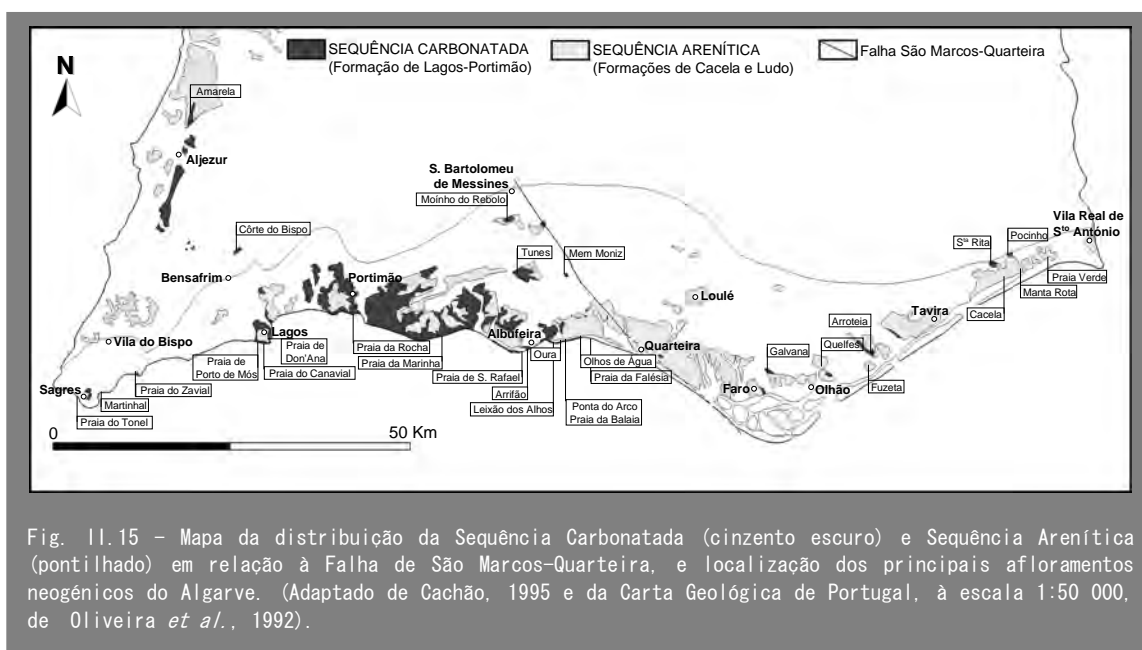 SEQUÊNCIA CARBONATADA
(Formação de Lagos-Portimão)
SEQUÊNCIA ARENÍTICA
(Formações de Cacela e Ludo)
Falha São Marcos-Quarteira
N
Amarela
Aljezur
S. Bartolomeu
de Messines
Moínho do Rebolo
Côrte do Bispo
Bensafrim
Portimão
Tunes
Mem Moniz
Loulé
Vila Real de
Sto António
Sta Rita
Pocinho
Praia Verde
Manta Rota
Cacela
Tavira
Arroteia
Quelfes
Vila do Bispo
Lagos
Praia de
Don'Ana
Praia da Rocha
Praia da Marinha
Albufeira
Oura
Quarteira
Olhos de Água
Praia da Falésia
Galvana
Faro
Olhão
Fuzeta
Praia de
Porto de Mós
Praia do Canavial
Praia de S. Rafael
Arrifão
Leixão dos Alhos
Ponta do Arco
Praia da Balaia
Sagres
Praia do Zavial
Martinhal
Praia do Tonel
0
50 Km
Fig. II.15 - Mapa da distribuição da Sequência Carbonatada (cinzento escuro) e Sequência Arenítica
(pontilhado) em relação à Falha de São Marcos-Quarteira, e localização dos principais afloramentos
neogénicos do Algarve. (Adaptado de Cachão, 1995 e da Carta Geológica de Portugal, à escala 1:50 000,
de Oliveira et al., 1992).